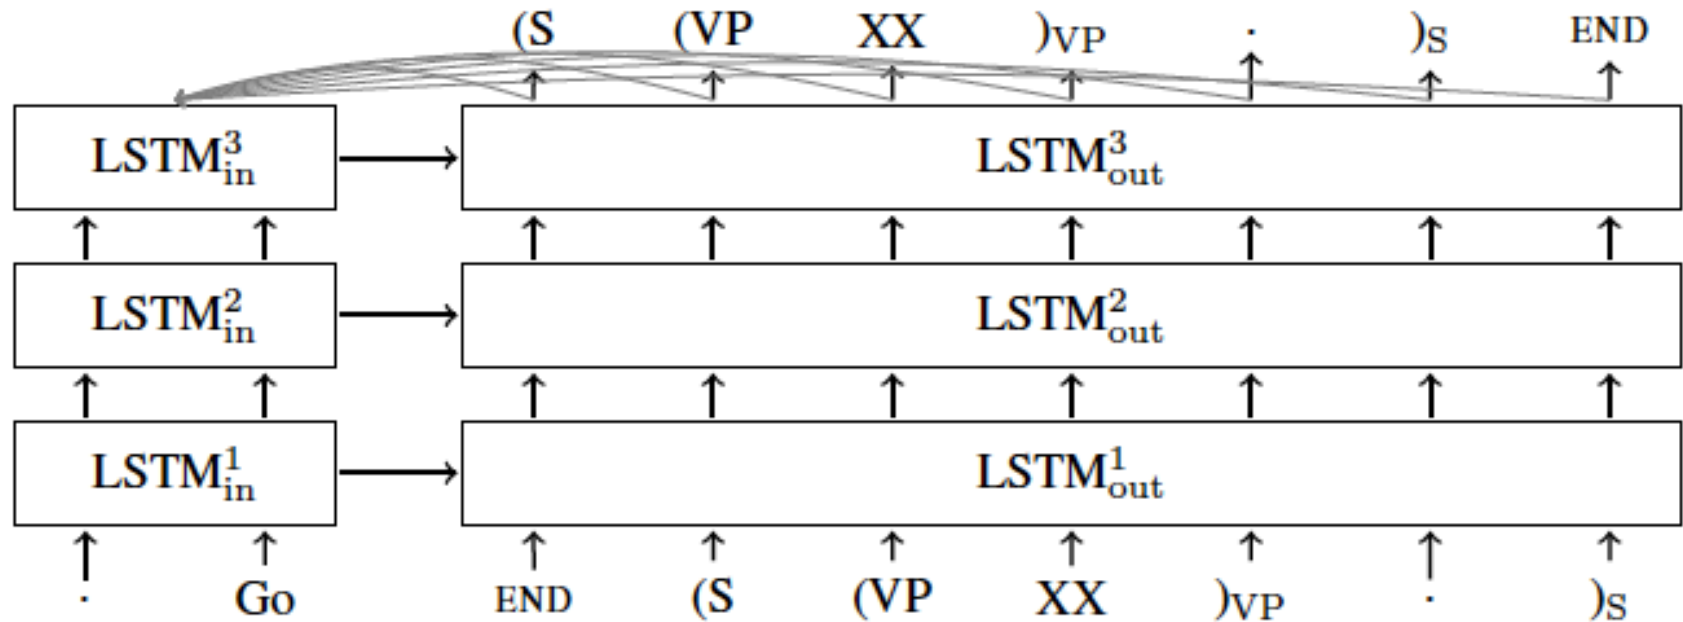 (S (VP XX )VP . )S END
LSTM³in LSTM³out
LSTM²in LSTM²out
LSTM¹in LSTM¹out
. Go END (S (VP XX )VP . )S